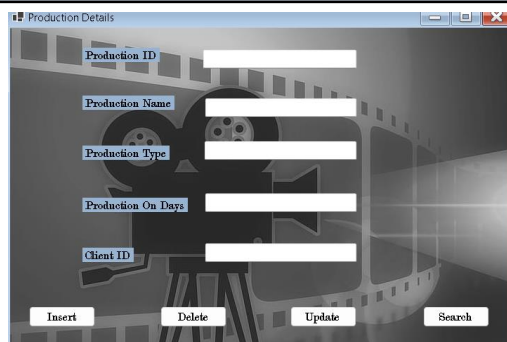 Production Details
Production ID
Production Name
Production Type
Production On Days
Client ID
Insert Delete Update Search